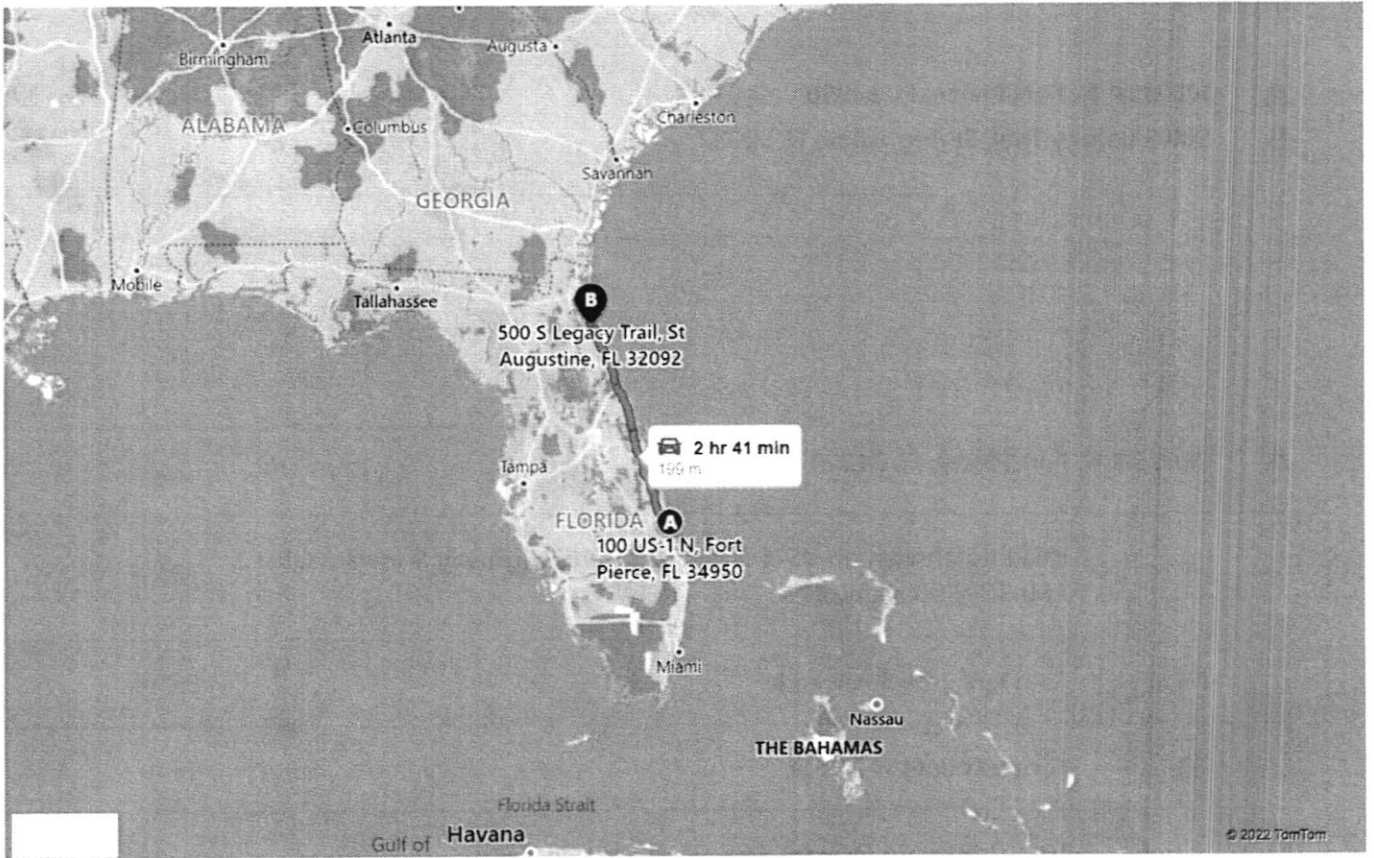 Atlanta
Augusta
Birmingham
Charleston
ALABAMA
Columbus
Savannah
GEORGIA
Mobile
Tallahassee
B
500 S Legacy Trail, St
Augustine, FL 32092
2 hr 41 min
199 m
Tampa
FLORIDA
A
100 US-1 N, Fort
Pierce, FL 34950
Miami
Nassau
THE BAHAMAS
Florida Strait
Gulf of
Havana
© 2022 TomTom